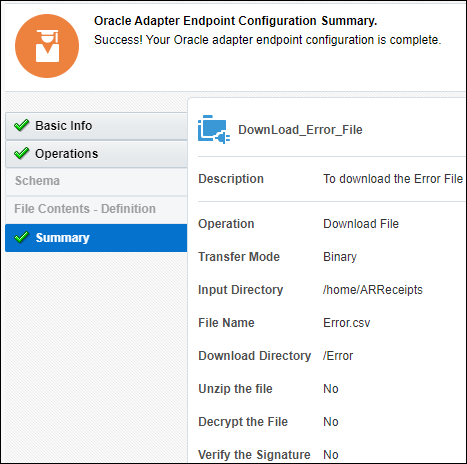 Oracle Adapter Endpoint Configuration Summary.
Success! Your Oracle adapter endpoint configuration is complete.
Basic Info
Operations
Schema
File Contents - Definition
Summary
DownLoad_Error_File
Description To download the Error File
Operation Download File
Transfer Mode Binary
Input Directory /home/ARReceipts
File Name Error.csv
Download Directory /Error
Unzip the file No
Decrypt the File No
Verify the Signature No